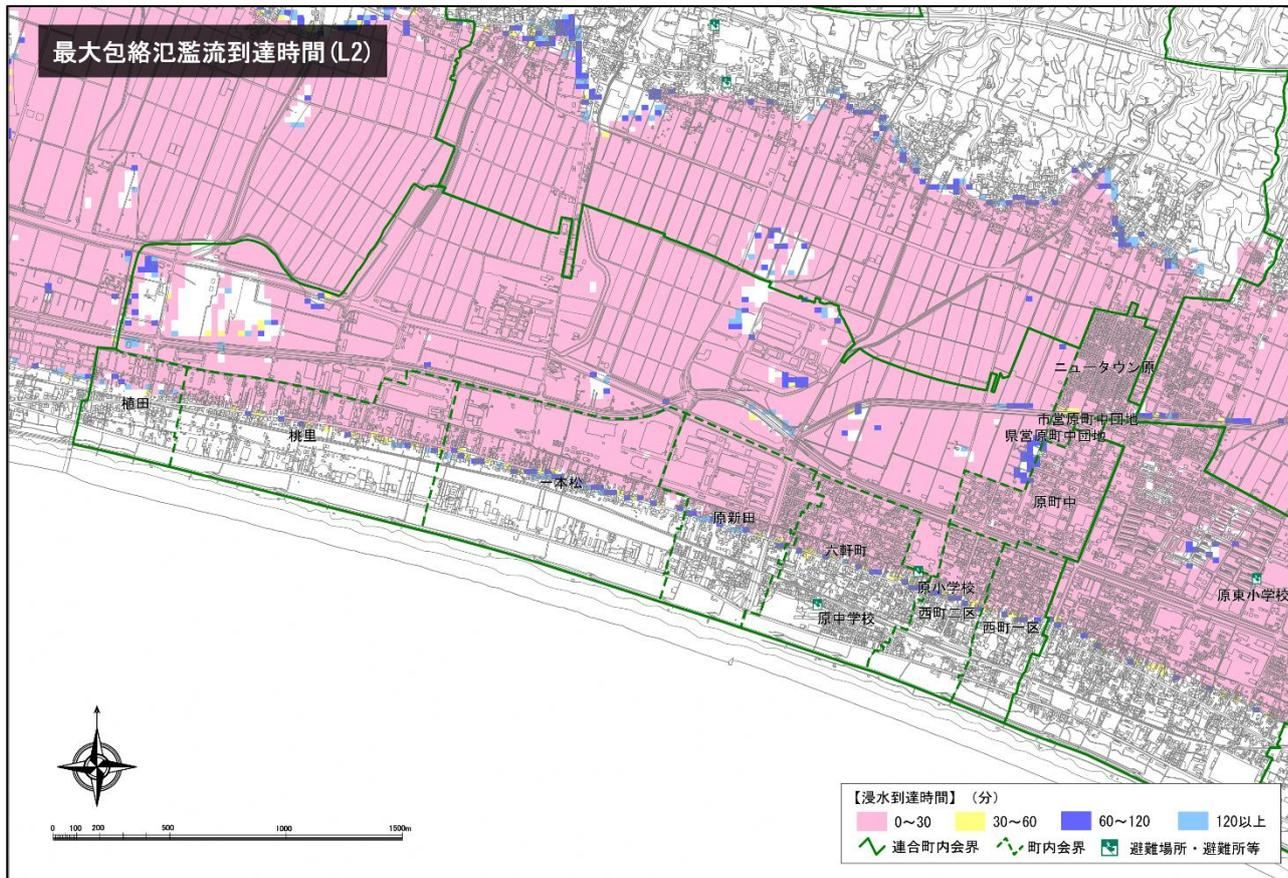 最大包絡氾濫流到達時間(L2)
ニュータウン原
植田
市営原町中団地
桃里
県営原町中団地
一本松
原町中
原新田
六軒町
原小学校
原東小学校
原中学校
西町二区
西町一区
【浸水到達時間】（分）
0～30 30～60 60～120 120以上
連合町内会界 町内会界 避難場所・避難所等
0 100 200 500 1000 1500m